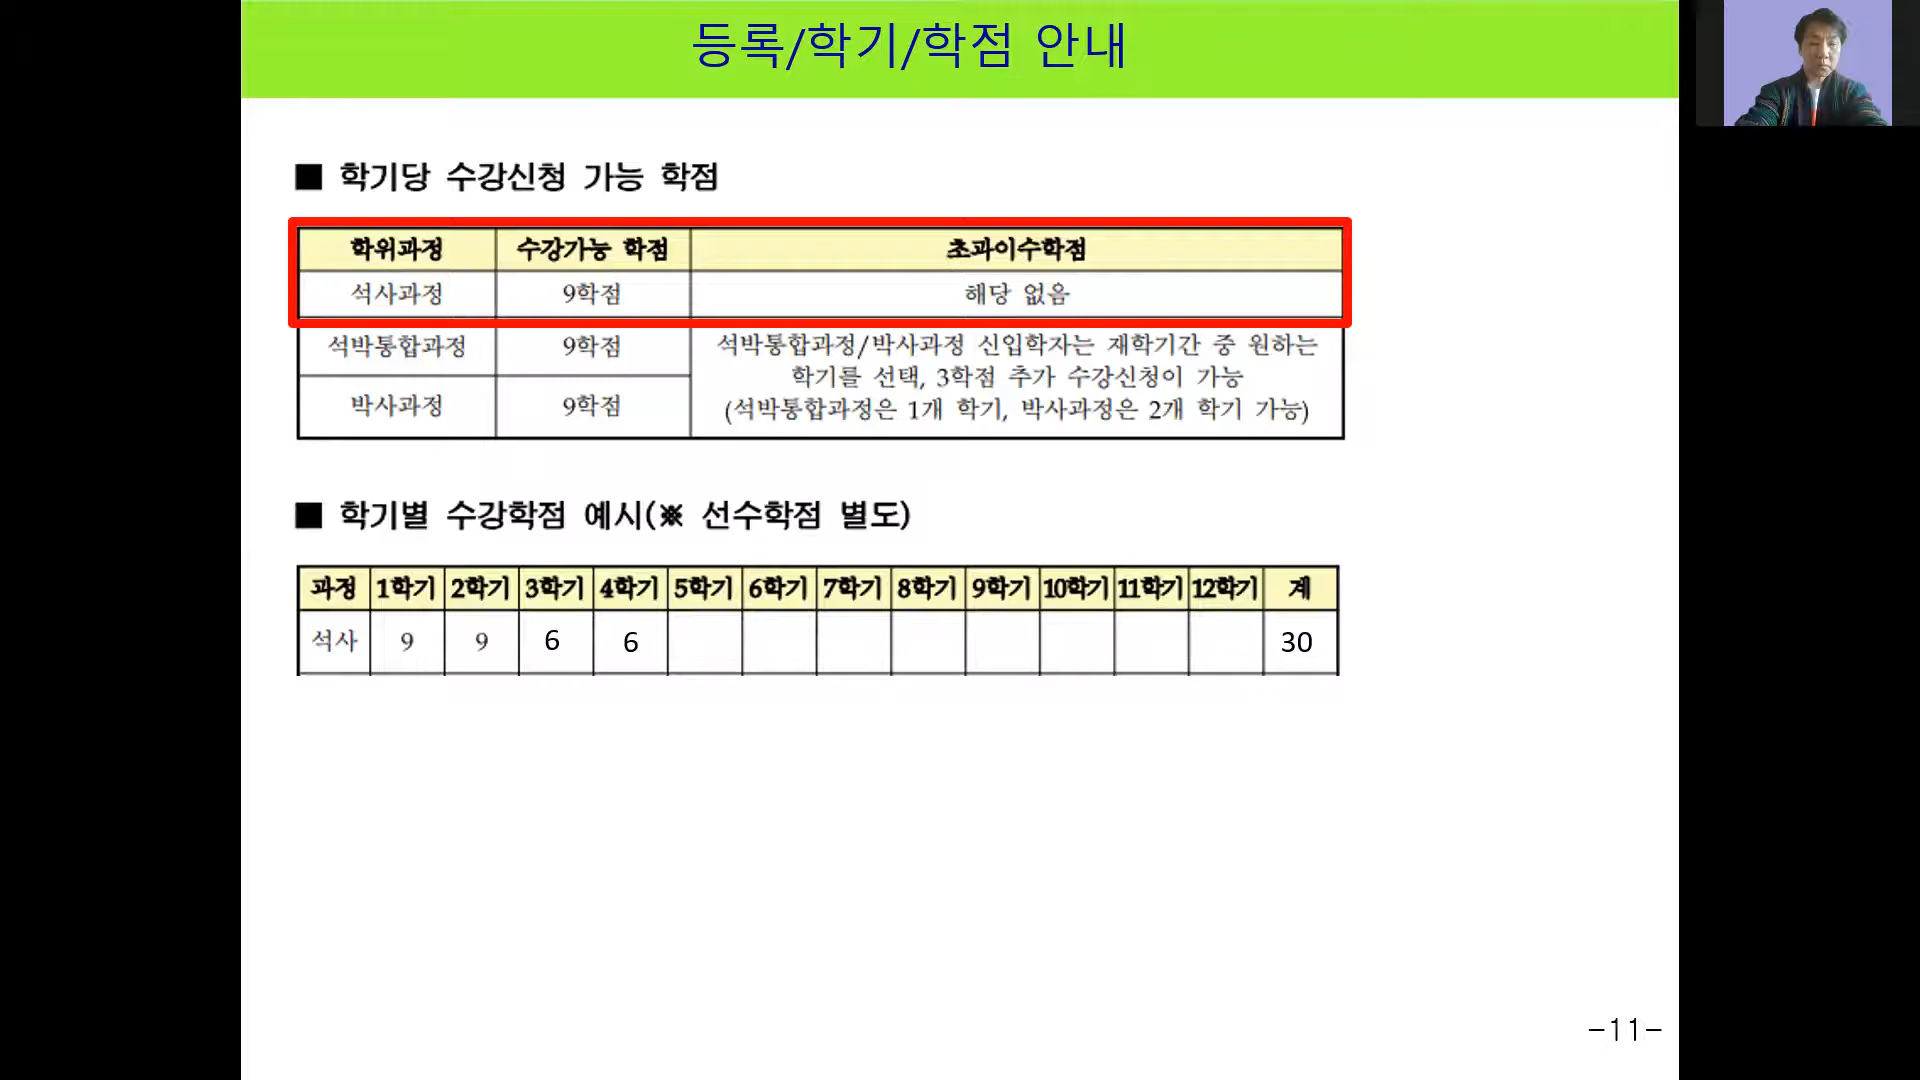 등록/학기/학점 안내
■ 학기당 수강신청 가능 학점
학위과정 수강가능 학점 초과이수학점
석사과정 9학점 해당 없음
석박통합과정 9학점 석박통합과정/박사과정 신입학자는 재학기간 중 원하는
학기를 선택, 3학점 추가 수강신청이 가능
박사과정 9학점 (석박통합과정은 1개 학기, 박사과정은 2개 학기 가능)
■ 학기별 수강학점 예시(※ 선수학점 별도)
과정 1학기 2학기 3학기 4학기 5학기 6학기 7학기 8학기 9학기 10학기 11학기 12학기 계
석사 9 9 6 6 30
-11-